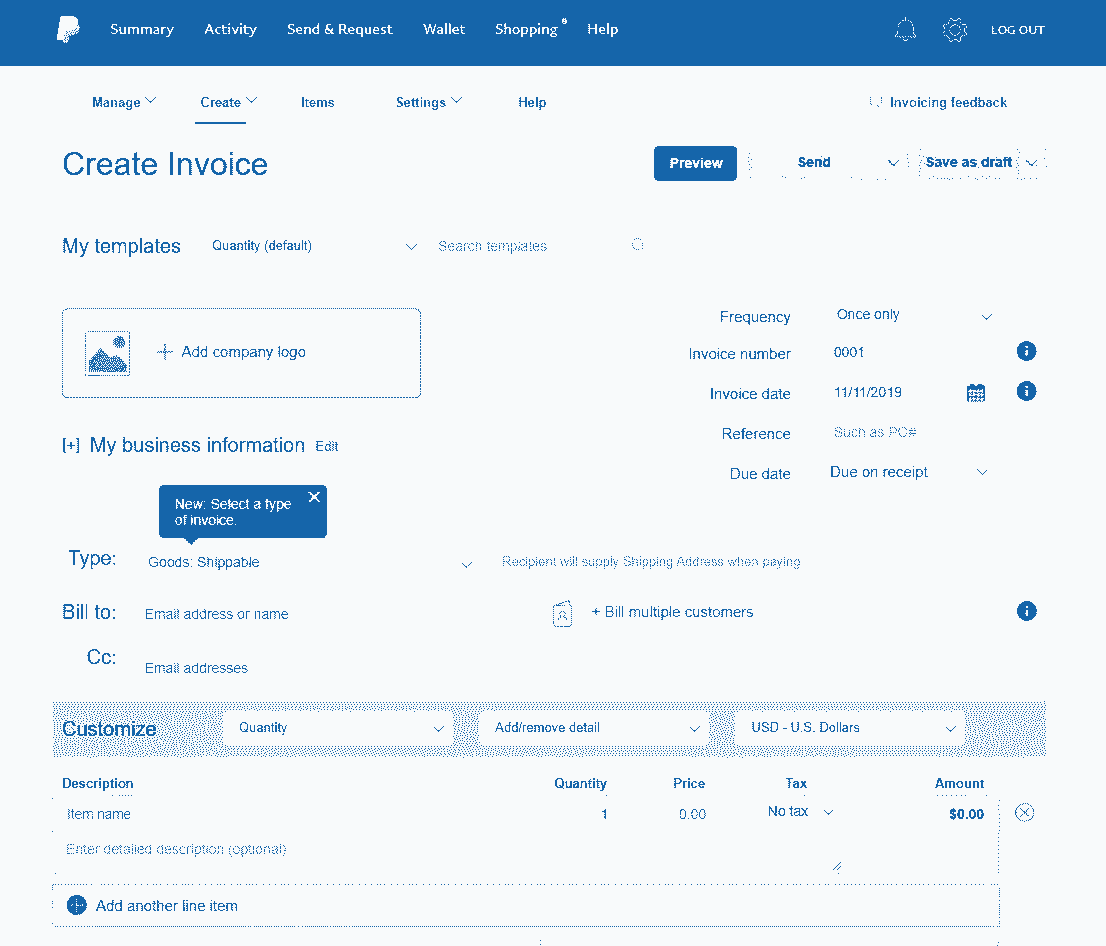 Summary Activity Send & Request Wallet Shopping Help LOG OUT
Manage Create Items Settings Help Invoicing feedback
Create Invoice Preview Send Save as draft
My templates Quantity (default) Search templates
Frequency Once only
Add company logo
Invoice number 0001
Invoice date 11/11/2019
Reference Such as PO#
[+] My business information Edit
Due date Due on receipt
New: Select a type
of invoice.
Type: Goods: Shippable Recipient will supply Shipping Address when paying
Bill to: Email address or name + Bill multiple customers
Cc: Email addresses
Customize Quantity Add/remove detail USD - U.S. Dollars
Description Quantity Price Tax Amount
Item name 1 0.00 No tax $0.00
Enter detailed description (optional)
Add another line item